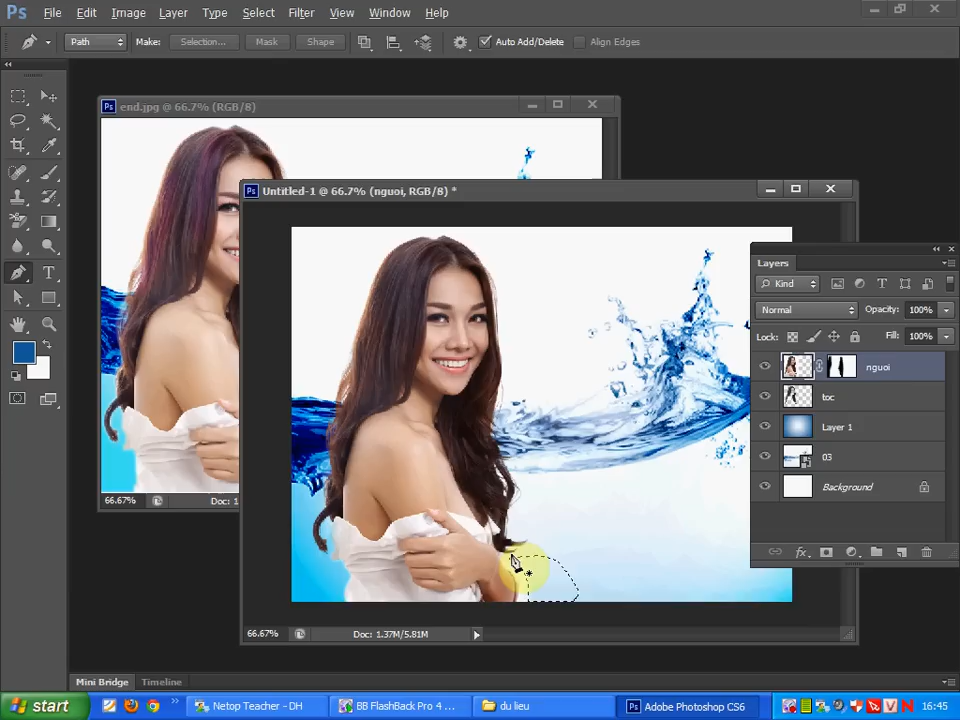 Ps File Edit Image Layer Type Select Filter View Window Help
Path Make: Selection... Mask Shape Auto Add/Delete Align Edges
Ps end.jpg @ 66.7% (RGB/8)
Ps Untitled-1 @ 66.7% (nguoi, RGB/8) *
Layers
Kind
Normal Opacity: 100%
Lock: Fill: 100%
nguoi
toc
Layer 1
03
Background
fx
66.67% Doc: 1
66.67% Doc: 1.37M/5.81M
Mini Bridge Timeline
start Netop Teacher - DH BB FlashBack Pro 4 ... du lieu Ps Adobe Photoshop CS6 16:45